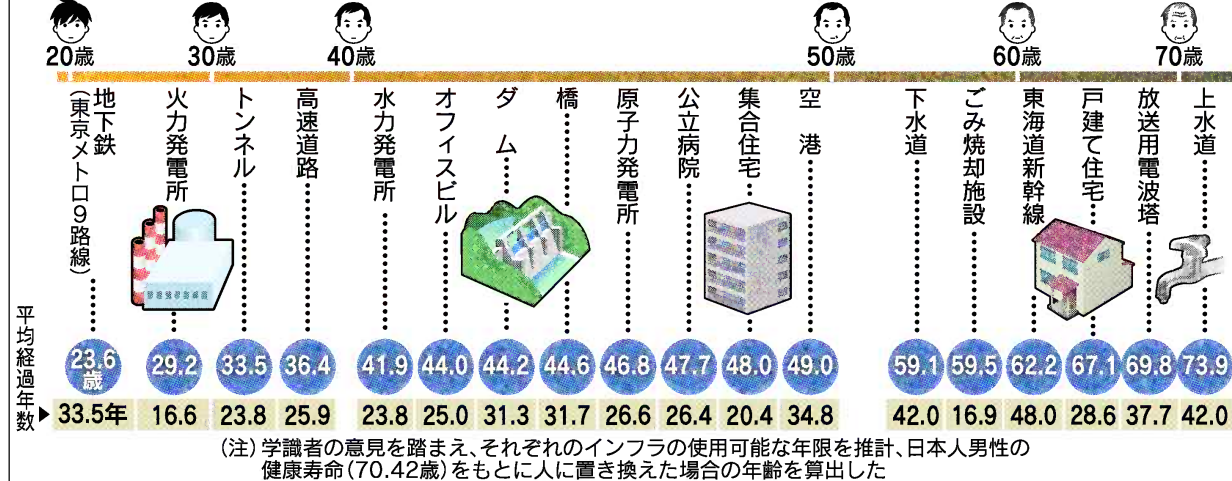 20歳 30歳 40歳 50歳 60歳 70歳
地下鉄
(東京メトロ9路線)
火力発電所
トンネル
高速道路
水力発電所
オフィスビル
ダム
橋
原子力発電所
公立病院
集合住宅
空港
下水道
ごみ焼却施設
東海道新幹線
戸建て住宅
放送用電波塔
上水道
23.6歳 29.2 33.5 36.4 41.9 44.0 44.2 44.6 46.8 47.7 48.0 49.0 59.1 59.5 62.2 67.1 69.8 73.9
平均経過年数▶ 33.5年 16.6 23.8 25.9 23.8 25.0 31.3 31.7 26.6 26.4 20.4 34.8 42.0 16.9 48.0 28.6 37.7 42.0
(注)学識者の意見を踏まえ、それぞれのインフラの使用可能な年限を推計、日本人男性の
健康寿命(70.42歳)をもとに人に置き換えた場合の年齢を算出した